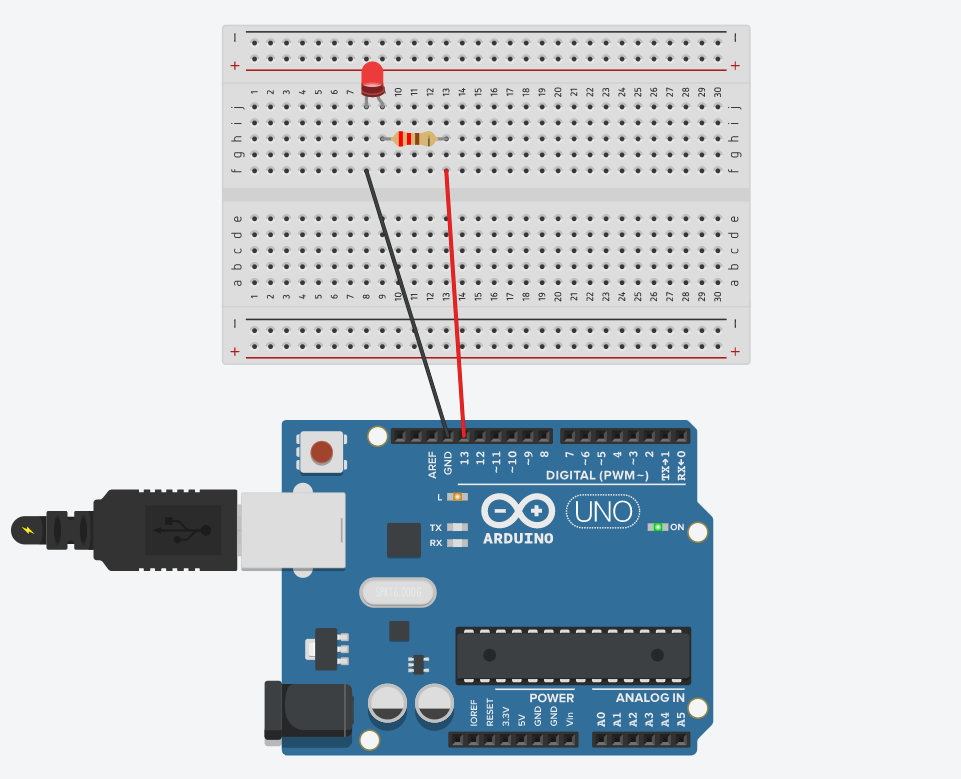 − −
+ +
1 2 3 4 5 6 7 10 11 12 13 14 15 16 17 18 19 20 21 22 23 24 25 26 27 28 29 30
j j
i i
h h
g g
f f
e e
d d
c c
b b
a a
1 2 3 4 5 6 7 8 9 10 11 12 13 14 15 16 17 18 19 20 21 22 23 24 25 26 27 28 29 30
− −
+ +
AREF GND 13 12 ~11 ~10 ~9 8 7 ~6 ~5 4 ~3 2 TX→1 RX←0
DIGITAL (PWM~)
L
TX
RX
UNO
ON
ARDUINO
POWER
ANALOG IN
IOREF RESET 3.3V 5V GND GND Vin A0 A1 A2 A3 A4 A5